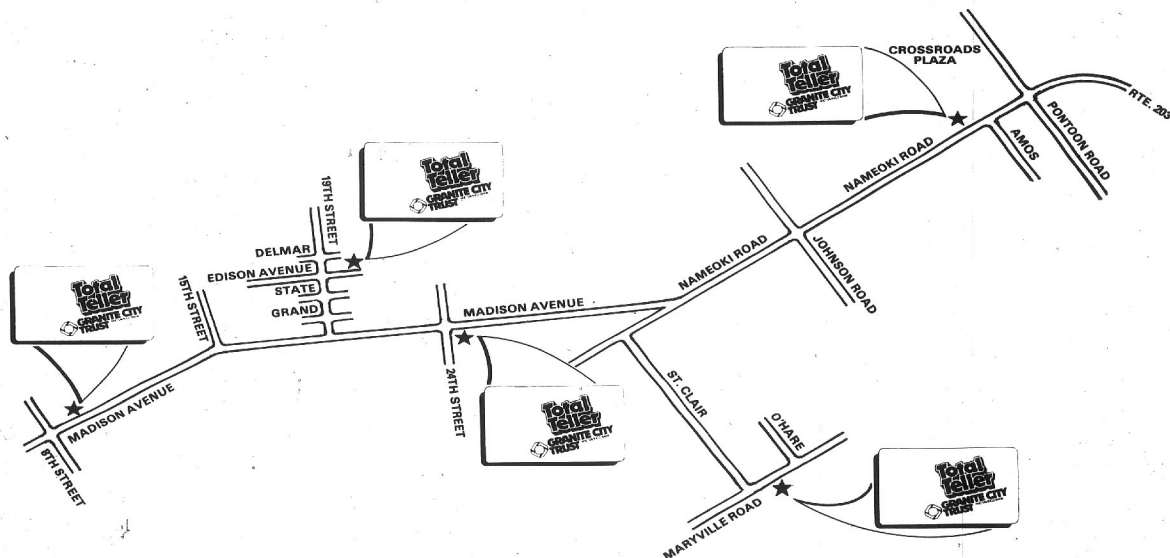 CROSSROADS
PLAZA
Total
Teller
GRANITE CITY
TRUST
RTE. 203
PONTOON ROAD
AMOS
NAMEOKI ROAD
Total
Teller
GRANITE CITY
TRUST
19TH STREET
DELMAR
EDISON AVENUE
STATE
GRAND
NAMEOKI ROAD
JOHNSON ROAD
Total
Teller
GRANITE CITY
TRUST
15TH STREET
MADISON AVENUE
24TH STREET
ST. CLAIR
MADISON AVENUE
8TH STREET
Total
Teller
GRANITE CITY
TRUST
O'HARE
MARYVILLE ROAD
Total
Teller
GRANITE CITY
TRUST